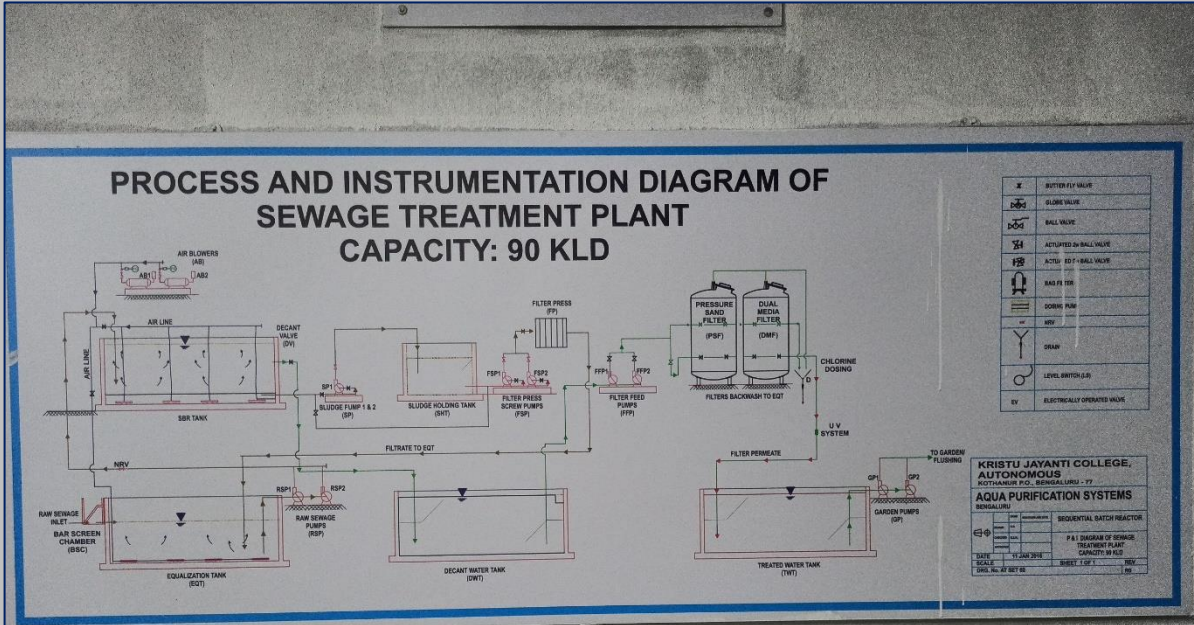 PROCESS AND INSTRUMENTATION DIAGRAM OF
SEWAGE TREATMENT PLANT
CAPACITY: 90 KLD
AIR BLOWERS
(AB)
AB1
AB2
AIR LINE
AIR LINE
DECANT
VALVE
(DV)
SBR TANK
SP1
SLUDGE PUMP 1 & 2
(SP)
SLUDGE HOLDING TANK
(SHT)
FILTER PRESS
(FP)
FSP1
FSP2
FILTER PRESS
SCREW PUMPS
(FSP)
FFP1
FFP2
FILTER FEED
PUMPS
(FFP)
PRESSURE
SAND
FILTER
(PSF)
DUAL
MEDIA
FILTER
(DMF)
D
FILTERS BACKWASH TO EQT
CHLORINE
DOSING
U V
SYSTEM
FILTRATE TO EQT
FILTER PERMEATE
NRV
RAW SEWAGE
INLET
BAR SCREEN
CHAMBER
(BSC)
EQUALIZATION TANK
(EQT)
RSP1
RSP2
RAW SEWAGE
PUMPS
(RSP)
DECANT WATER TANK
(DWT)
TREATED WATER TANK
(TWT)
GP1
GP2
GARDEN PUMPS
(GP)
TO GARDEN/
FLUSHING
BUTTER FLY VALVE
GLOBE VALVE
BALL VALVE
BAG FILTER
DOSING PUMP
NRV
DRAIN
LEVEL SWITCH (LS)
EV ELECTRICALLY OPERATED VALVE
KRISTU JAYANTI COLLEGE,
AUTONOMOUS
KOTHANUR P.O., BENGALURU - 77
AQUA PURIFICATION SYSTEMS
BENGALURU
SEQUENTIAL BATCH REACTOR
P & I DIAGRAM OF SEWAGE
TREATMENT PLANT
CAPACITY: 90 KLD
DATE
SCALE
SHEET 1 OF 1
REV
DRG. No.